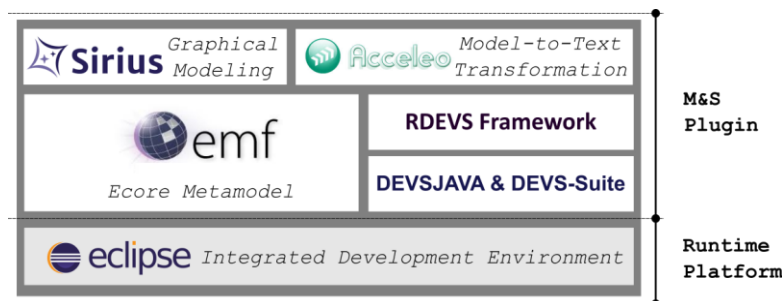 Sirius Graphical
Modeling
Acceleo Model-to-Text
Transformation
emf
Ecore Metamodel
RDEVS Framework
DEVSJAVA & DEVS-Suite
M&S
Plugin
eclipse Integrated Development Environment
Runtime
Platform